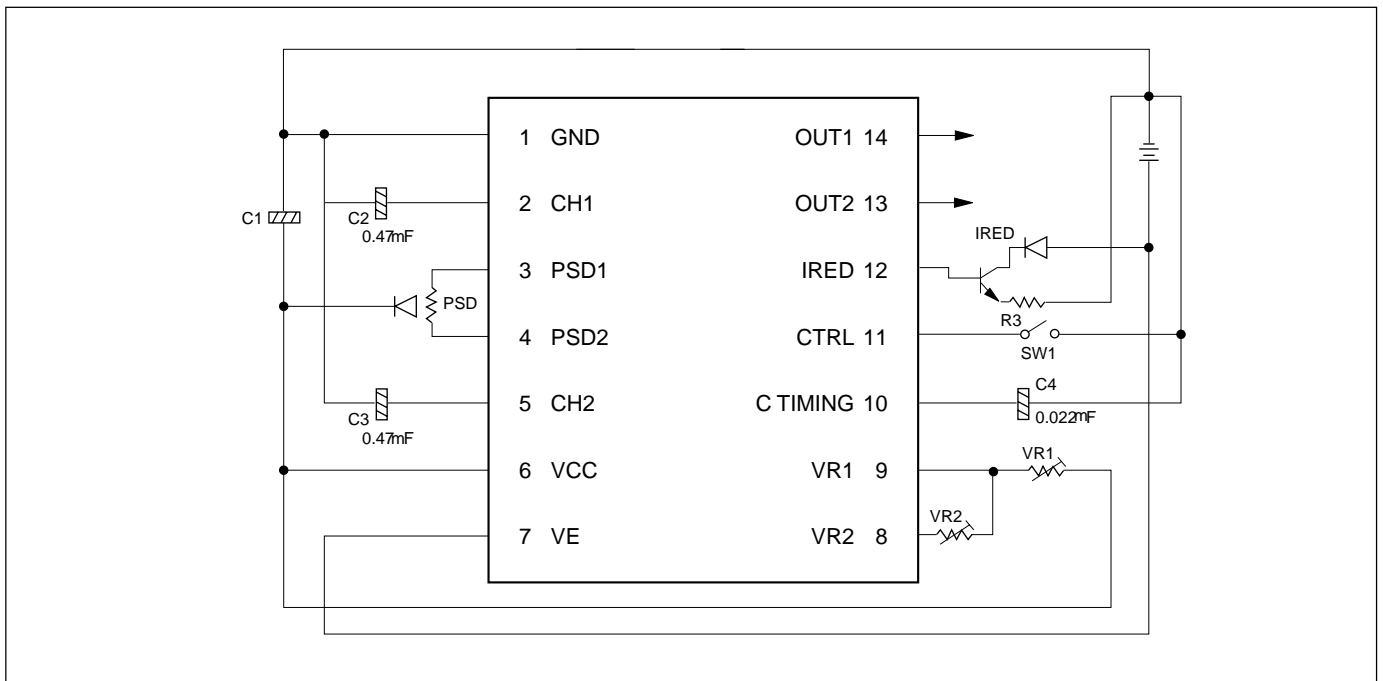 1 GND
2 CH1
3 PSD1
4 PSD2
5 CH2
6 VCC
7 VE
OUT1 14
OUT2 13
IRED 12
CTRL 11
C TIMING 10
VR1 9
VR2 8
C1
C2
0.47mF
PSD
C3
0.47mF
IRED
R3
SW1
C4
0.022mF
VR1
VR2